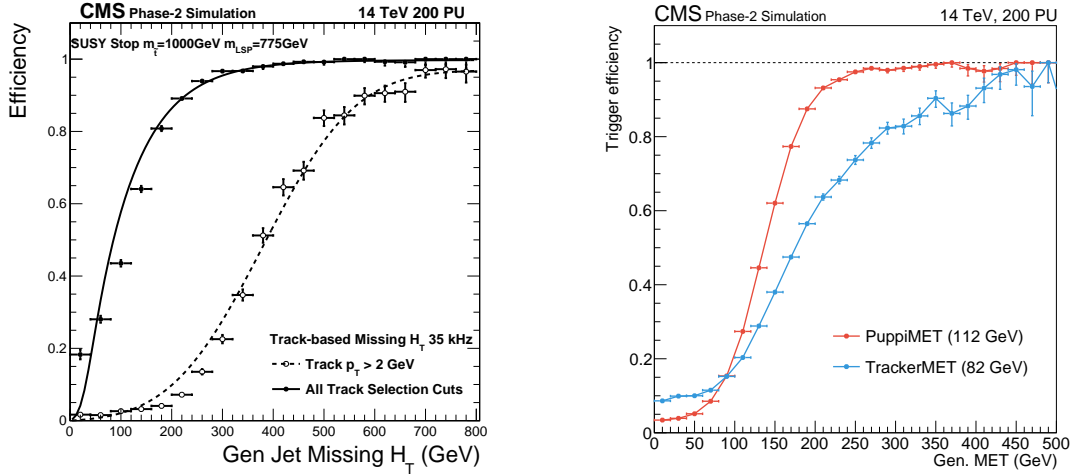 CMS Phase-2 Simulation 14 TeV 200 PU
SUSY Stop m_t̃=1000GeV m_LSP=775GeV
Efficiency
1
0.8
0.6
0.4
0.2
0
Track-based Missing H_T 35 kHz
Track p_T > 2 GeV
All Track Selection Cuts
0 100 200 300 400 500 600 700 800
Gen Jet Missing H_T (GeV)
CMS Phase-2 Simulation 14 TeV, 200 PU
Trigger efficiency
1
0.8
0.6
0.4
0.2
0
PuppiMET (112 GeV)
TrackerMET (82 GeV)
0 50 100 150 200 250 300 350 400 450 500
Gen. MET (GeV)